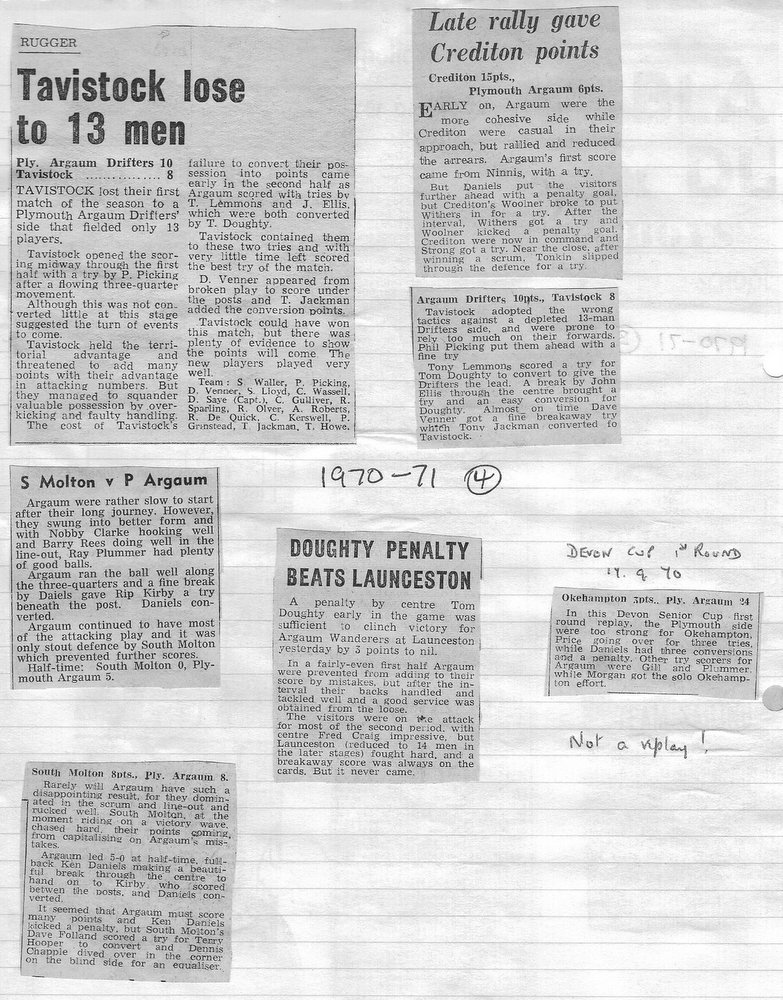 RUGGER
Tavistock lose
to 13 men
Ply. Argaum Drifters 10
Tavistock .............. 8
TAVISTOCK lost their first
match of the season to a
Plymouth Argaum Drifters'
side that fielded only 13
players.
Tavistock opened the scor-
ing midway through the first
half with a try by P. Picking
after a flowing three-quarter
movement.
Although this was not con-
verted little at this stage
suggested the turn of events
to come.
Tavistock held the terri-
torial advantage and
threatened to add many
points with their advantage
in attacking numbers. But
they managed to squander
valuable possession by over-
kicking and faulty handling.
The cost of Tavistock's
failure to convert their pos-
session into points came
early in the second half as
Argaum scored with tries by
T. Lemmons and J. Ellis,
which were both converted
by T. Doughty.
Tavistock contained them
to these two tries and with
very little time left scored
the best try of the match.
D. Venner appeared from
broken play to score under
the posts and T. Jackman
added the conversion points.
Tavistock could have won
this match, but there was
plenty of evidence to show
the points will come. The
new players played very
well.
Team: S. Waller, P. Picking,
D. Venner, S. Lloyd, C. Wassell,
D. Saye (Capt.), C. Gulliver, R.
Sparling, R. Olver, A. Roberts,
R. De Quick, C. Kerswell, P.
Grinstead, T. Jackman, T. Howe.
Late rally gave
Crediton points
Crediton 15pts.,
Plymouth Argaum 6pts.
EARLY on, Argaum were the
more cohesive side while
Crediton were casual in their
approach, but rallied and reduced
the arrears. Argaum's first score
came from Ninnis, with a try.
But Daniels put the visitors
further ahead with a penalty goal,
but Crediton's Woolner broke to put
Withers in for a try. After the
interval, Withers got a try and
Woolner kicked a penalty goal.
Crediton were now in command and
Strong got a try. Near the close, after
winning a scrum, Tonkin slipped
through the defence for a try.
Argaum Drifters 10pts., Tavistock 8
Tavistock adopted the wrong
tactics against a depleted 13-man
Drifters side, and were prone to
rely too much on their forwards.
Phil Picking put them ahead with a
fine try
Tony Lemmons scored a try for
Tom Doughty to convert to give the
Drifters the lead. A break by John
Ellis through the centre brought a
try and an easy conversion for
Doughty. Almost on time Dave
Venner got a fine breakaway try
which Tony Jackman converted fo
Tavistock.
1970-71 (4)
S Molton v P Argaum
Argaum were rather slow to start
after their long journey. However,
they swung into better form and
with Nobby Clarke hooking well
and Barry Rees doing well in the
line-out, Ray Plummer had plenty
of good balls.
Argaum ran the ball well along
the three-quarters and a fine break
by Daiels gave Rip Kirby a try
beneath the post. Daniels con-
verted.
Argaum continued to have most
of the attacking play and it was
only stout defence by South Molton
which prevented further scores.
Half-time: South Molton 0, Ply-
mouth Argaum 5.
DOUGHTY PENALTY
BEATS LAUNCESTON
A penalty by centre Tom
Doughty early in the game was
sufficient to clinch victory for
Argaum Wanderers at Launceston
yesterday by 3 points to nil.
In a fairly-even first half Argaum
were prevented from adding to their
score by mistakes, but after the in-
terval their backs handled and
tackled well and a good service was
obtained from the loose.
The visitors were on the attack
for most of the second period, with
centre Fred Craig impressive, but
Launceston (reduced to 14 men in
the later stages) fought hard, and a
breakaway score was always on the
cards. But it never came.
DEVON CUP 1st ROUND
9 70
Okehampton 3pts., Ply. Argaum 24
In this Devon Senior Cup first
round replay, the Plymouth side
were too strong for Okehampton,
Price going over for three tries,
while Daniels had three conversions
and a penalty. Other try scorers for
Argaum were Gill and Plummer,
while Morgan got the solo Okehamp-
ton effort.
Not a replay!
South Molton 8pts., Ply. Argaum 8.
Rarely will Argaum have such a
disappointing result, for they domin-
ated in the scrum and line-out and
rucked well. South Molton, at the
moment riding on a victory wave,
chased hard, their points coming,
from capitalising on Argaum's mis-
takes.
Argaum led 5-0 at half-time, full-
back Ken Daniels making a beauti-
ful break through the centre to
hand on to Kirby who scored
betwen the posts, and Daniels con-
verted.
It seemed that Argaum must score
many points and Ken Daniels
kicked a penalty, but South Molton's
Dave Folland scored a try for Terry
Hooper to convert and Dennis
Chapple dived over in the corner
on the blind side for an equaliser.